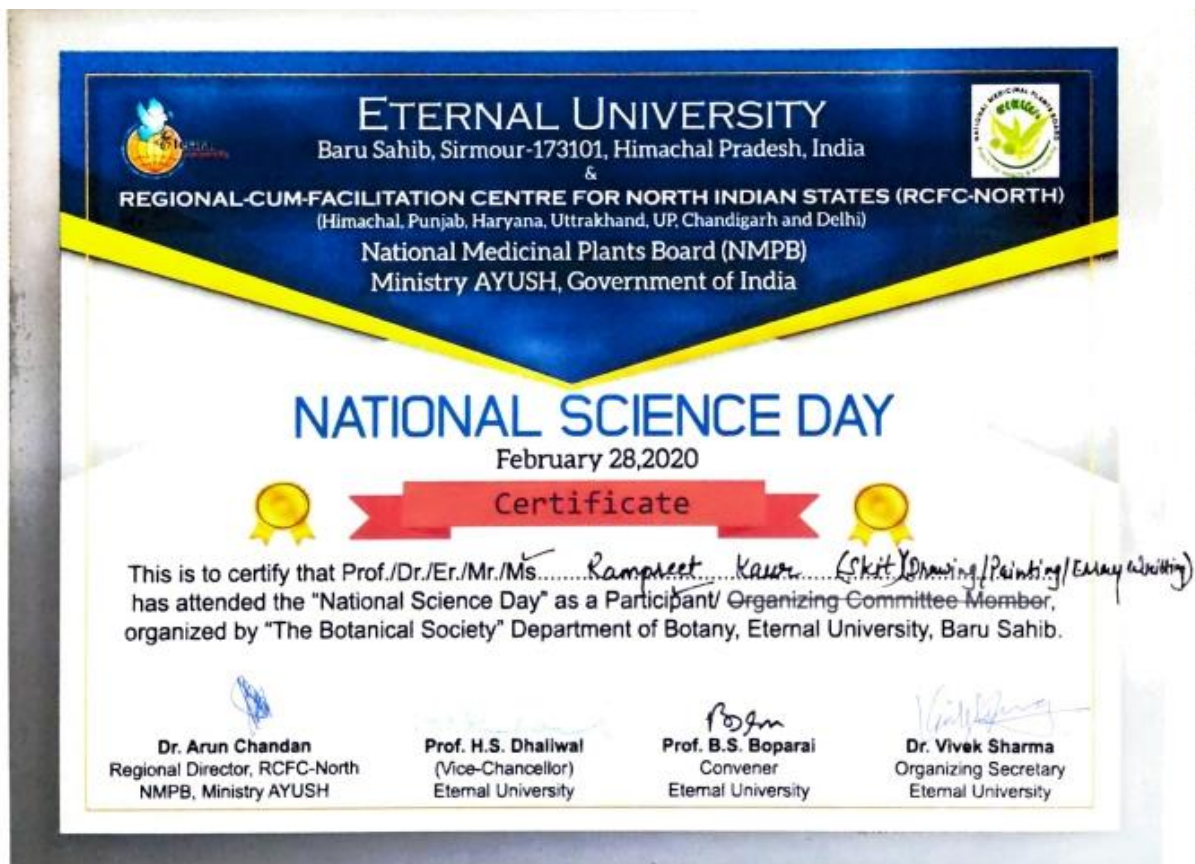 ETERNAL UNIVERSITY
Baru Sahib, Sirmour-173101, Himachal Pradesh, India
&
REGIONAL-CUM-FACILITATION CENTRE FOR NORTH INDIAN STATES (RCFC-NORTH)
(Himachal, Punjab, Haryana, Uttrakhand, UP, Chandigarh and Delhi)
National Medicinal Plants Board (NMPB)
Ministry AYUSH, Government of India
NATIONAL MEDICINAL PLANTS BOARD
NATIONAL SCIENCE DAY
February 28,2020
Certificate
This is to certify that Prof./Dr./Er./Mr./Ms......Rampreet Kaur (Skit)(Drawing/Painting/Essay Writing)
has attended the “National Science Day” as a Participant/ Organizing Committee Member,
organized by “The Botanical Society” Department of Botany, Eternal University, Baru Sahib.
Dr. Arun Chandan
Regional Director, RCFC-North
NMPB, Ministry AYUSH
Prof. H.S. Dhaliwal
(Vice-Chancellor)
Eternal University
Prof. B.S. Boparai
Convener
Eternal University
Dr. Vivek Sharma
Organizing Secretary
Eternal University